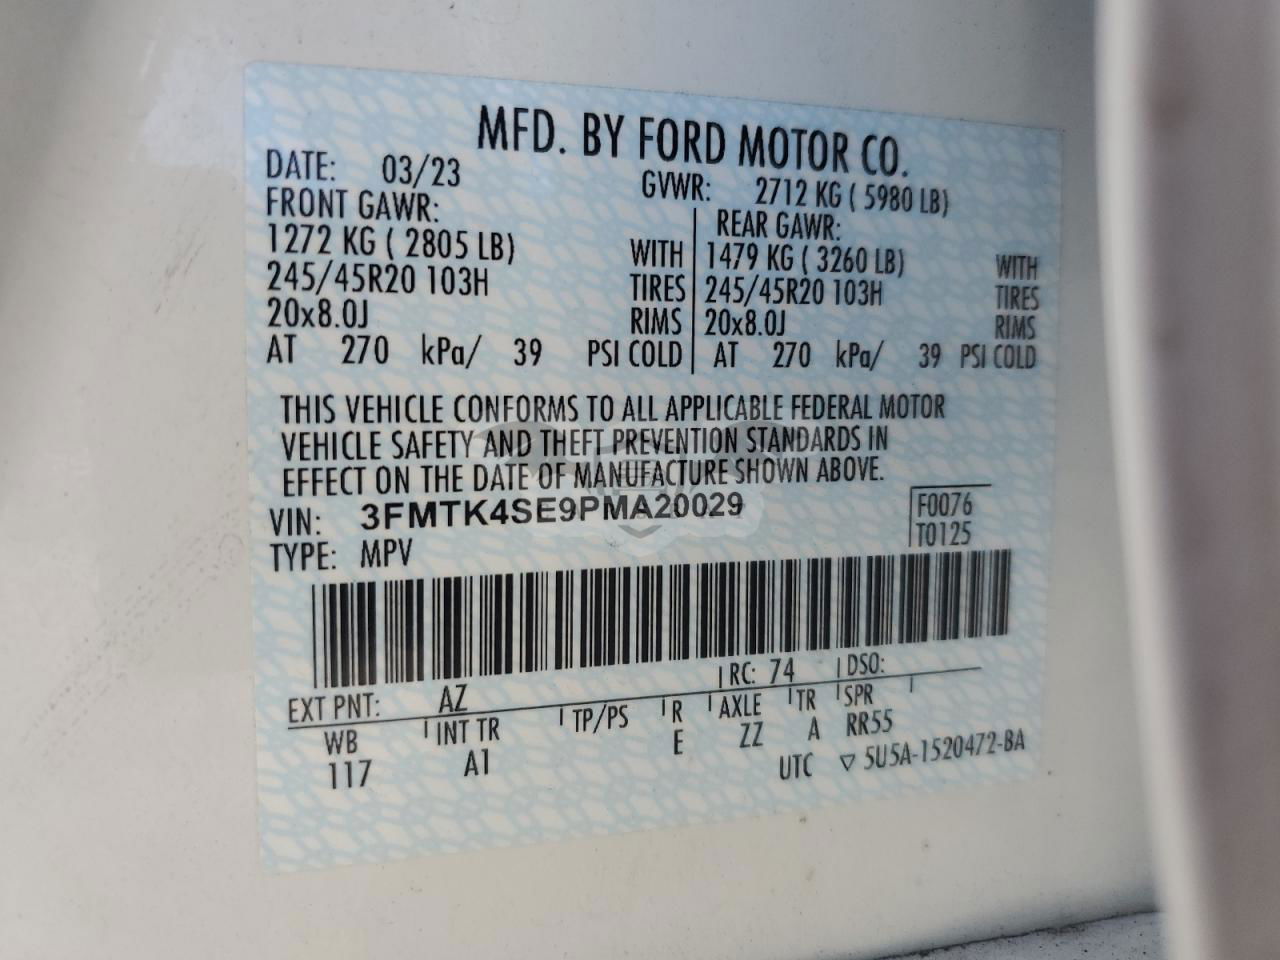 MFD. BY FORD MOTOR CO.
DATE: 03/23 GVWR: 2712 KG ( 5980 LB)
FRONT GAWR: REAR GAWR:
1272 KG ( 2805 LB) WITH 1479 KG ( 3260 LB) WITH
245/45R20 103H TIRES 245/45R20 103H TIRES
20x8.0J RIMS 20x8.0J RIMS
AT 270 kPa/ 39 PSI COLD AT 270 kPa/ 39 PSI COLD
THIS VEHICLE CONFORMS TO ALL APPLICABLE FEDERAL MOTOR
VEHICLE SAFETY AND THEFT PREVENTION STANDARDS IN
EFFECT ON THE DATE OF MANUFACTURE SHOWN ABOVE.
VIN: 3FMTK4SE9PMA20029 F0076
TYPE: MPV T0125
EXT PNT: AZ RC: 74 DSO:
WB INT TR TP/PS R AXLE TR SPR
117 A1 E ZZ A RR55
UTC ▽ 5U5A-1520472-BA